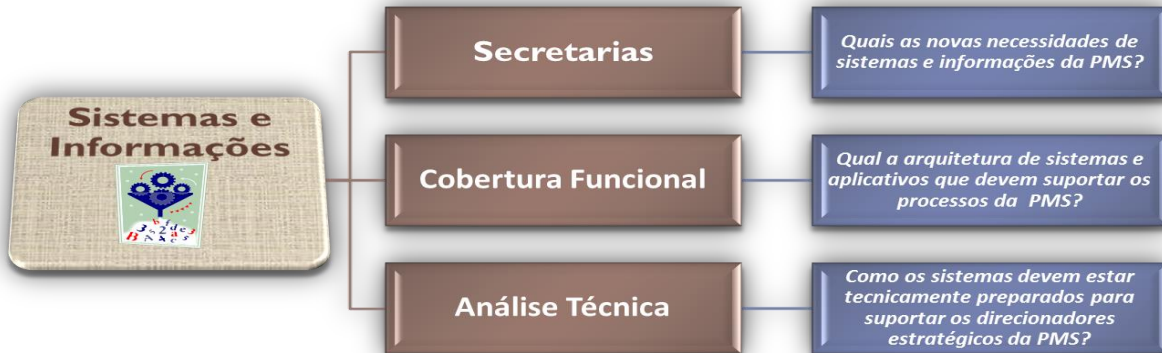 Sistemas e
Informações
Secretarias
Quais as novas necessidades de
sistemas e informações da PMS?
Cobertura Funcional
Qual a arquitetura de sistemas e
aplicativos que devem suportar os
processos da PMS?
Análise Técnica
Como os sistemas devem estar
tecnicamente preparados para
suportar os direcionadores
estratégicos da PMS?